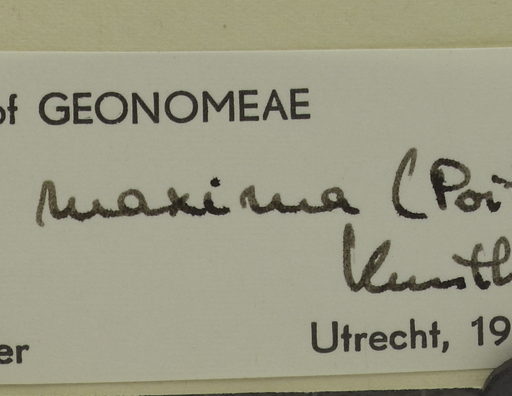 of GEONOMEAE
maxima (Poit
Kunth
er Utrecht, 19